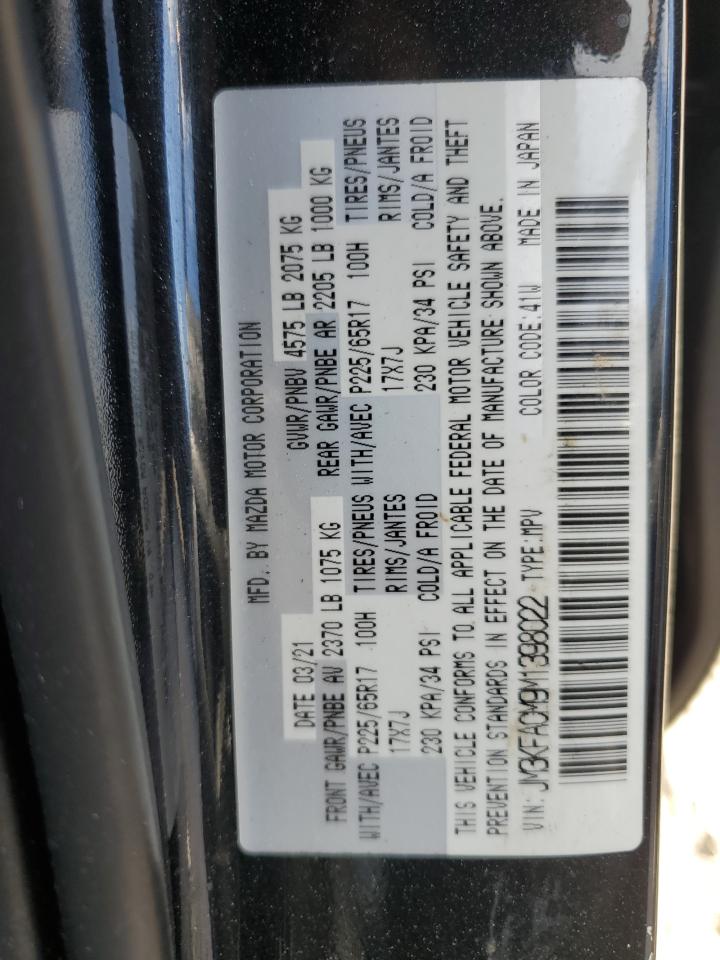 MFD. BY MAZDA MOTOR CORPORATION
DATE 03/21 GVWR/PNBV 4575 LB 2075 KG
FRONT GAWR/PNBE AV 2370 LB 1075 KG REAR GAWR/PNBE AR 2205 LB 1000 KG
WITH/AVEC P225/65R17 100H TIRES/PNEUS WITH/AVEC P225/65R17 100H TIRES/PNEUS
17X7J RIMS/JANTES 17X7J RIMS/JANTES
230 KPA/34 PSI COLD/A FROID 230 KPA/34 PSI COLD/A FROID
THIS VEHICLE CONFORMS TO ALL APPLICABLE FEDERAL MOTOR VEHICLE SAFETY AND THEFT
PREVENTION STANDARDS IN EFFECT ON THE DATE OF MANUFACTURE SHOWN ABOVE.
VIN: JM3KFACM9M1398022 TYPE:MPV COLOR CODE:41W MADE IN JAPAN